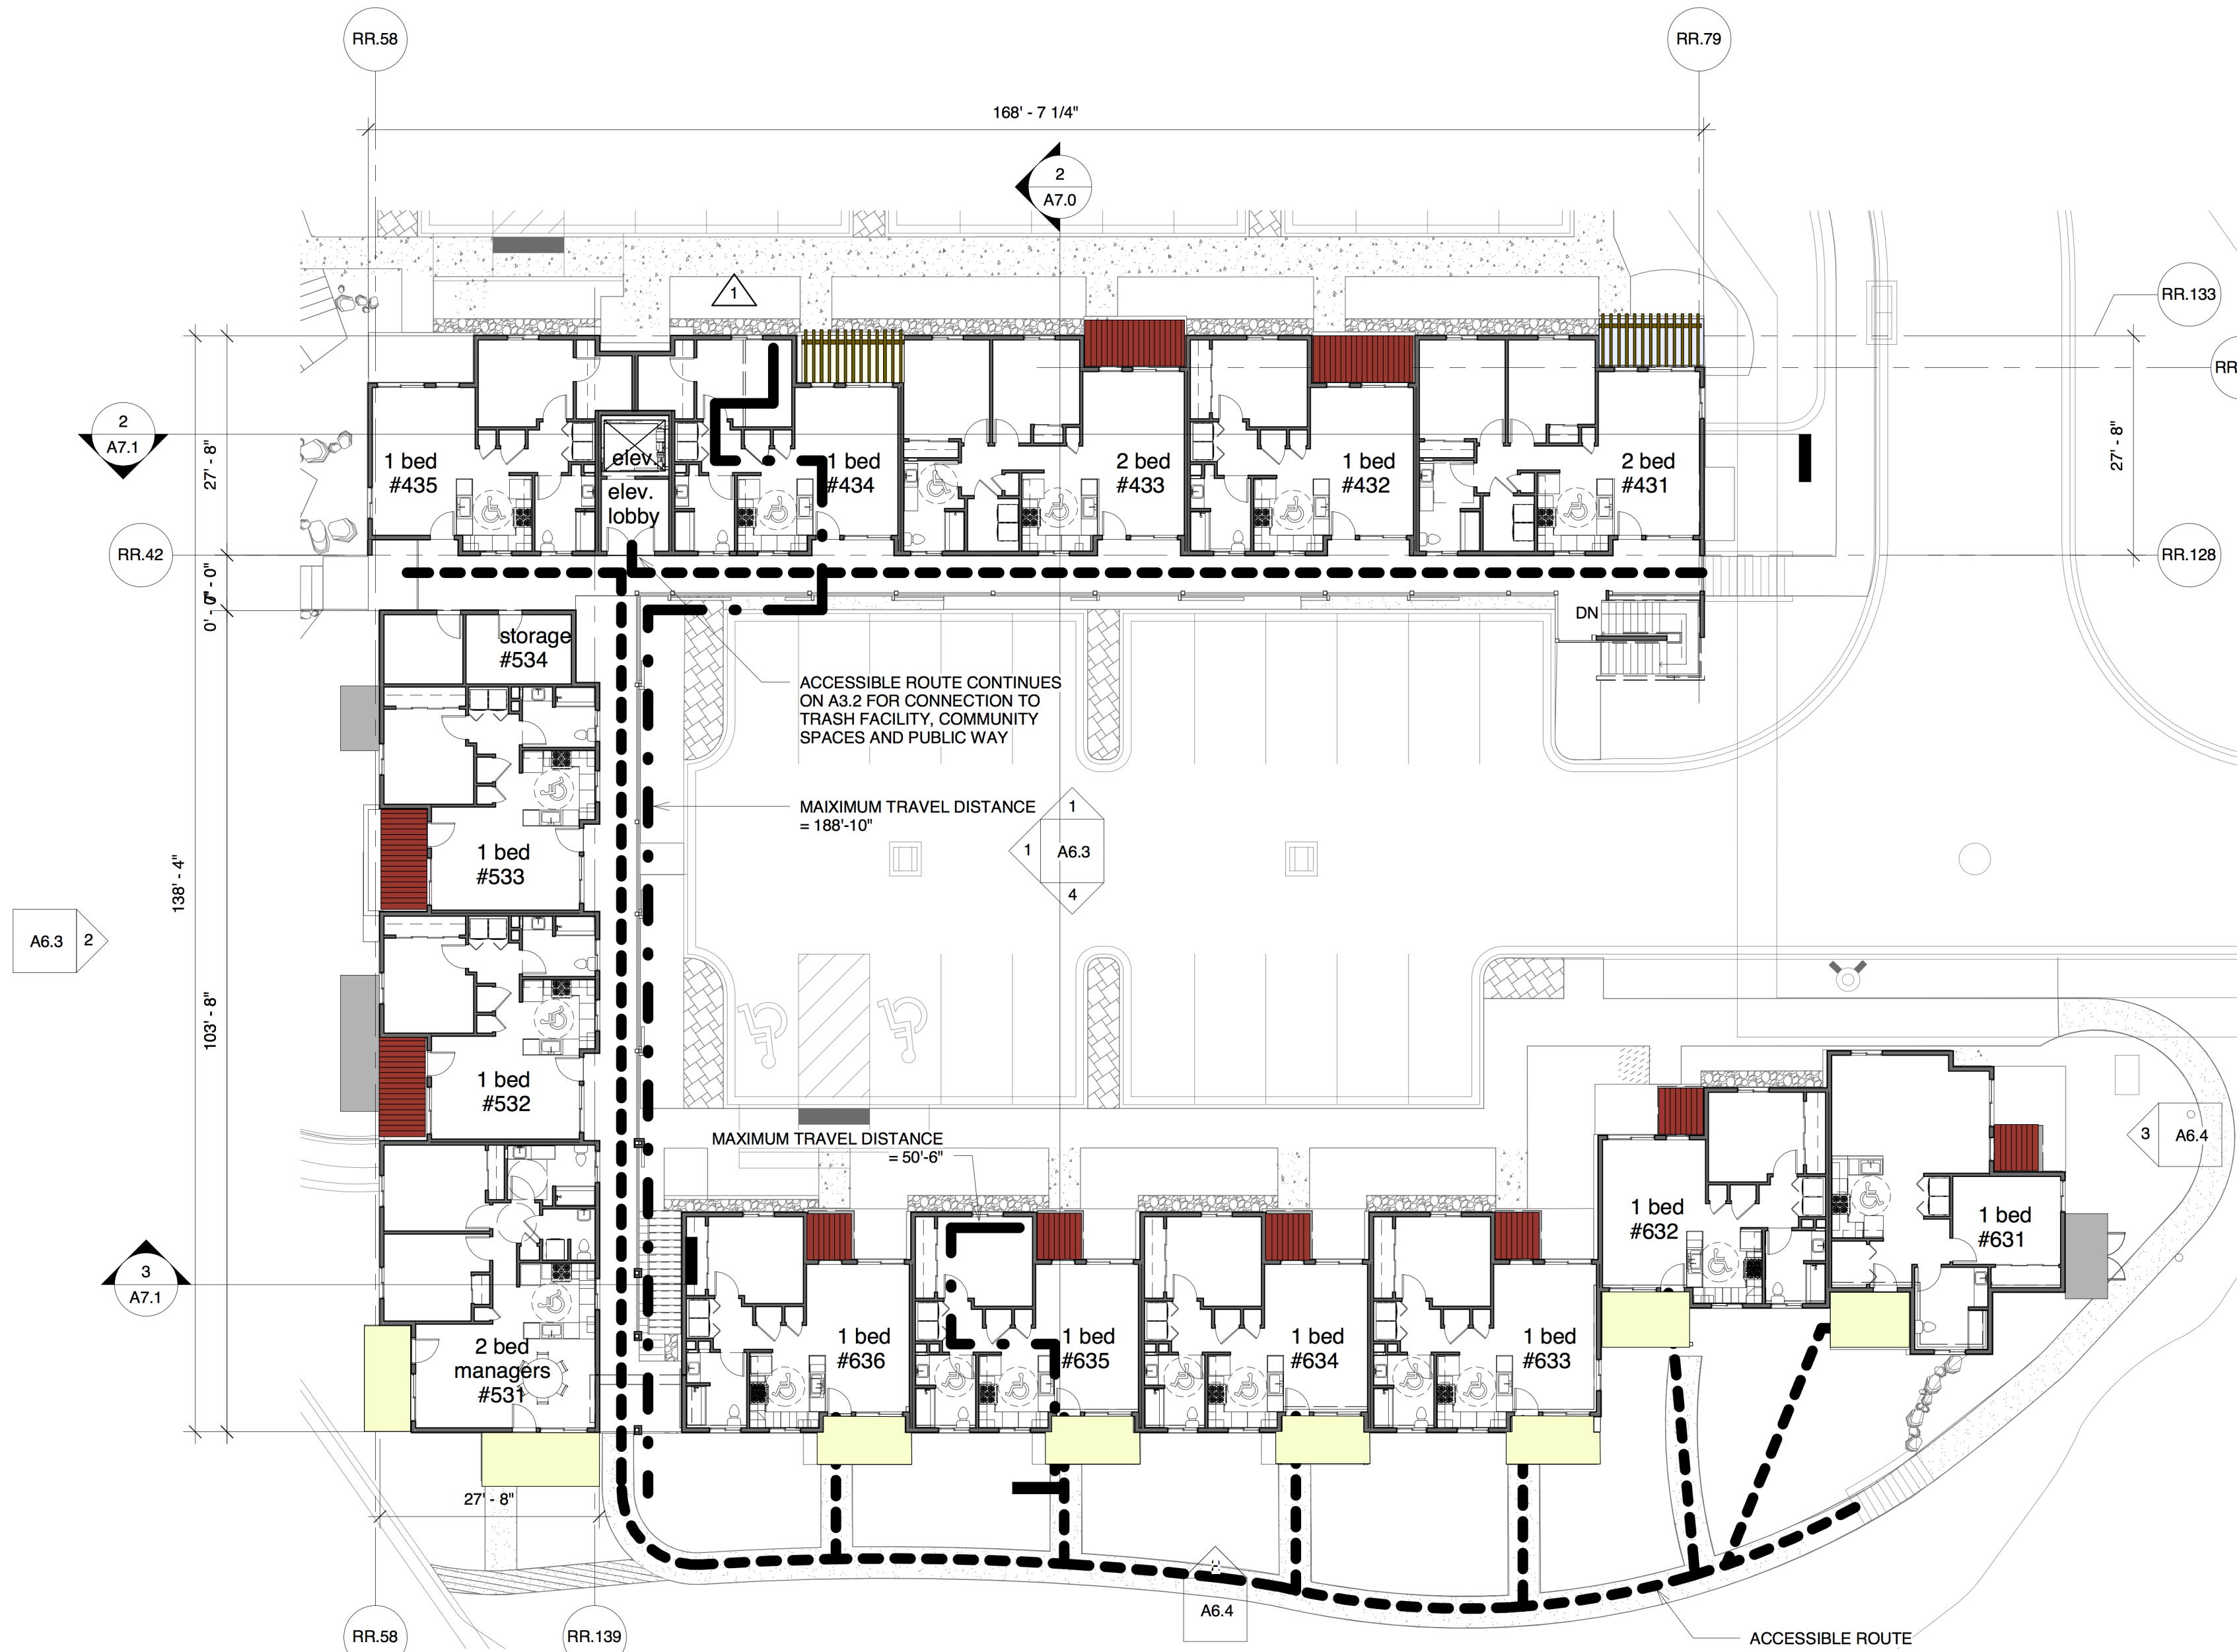 RR.58
RR.79
168' - 7 1/4"
2
A7.0
1
RR.133
RR
2
A7.1
27' - 8"
27' - 8"
1 bed
#435
elev.
elev.
lobby
1 bed
#434
2 bed
#433
1 bed
#432
2 bed
#431
RR.42
RR.128
DN
storage
#534
ACCESSIBLE ROUTE CONTINUES
ON A3.2 FOR CONNECTION TO
TRASH FACILITY, COMMUNITY
SPACES AND PUBLIC WAY
MAIXIMUM TRAVEL DISTANCE
= 188'-10"
1
1
A6.3
4
1 bed
#533
138' - 4"
A6.3
2
103' - 8"
1 bed
#532
MAXIMUM TRAVEL DISTANCE
= 50'-6"
3
A6.4
1 bed
#632
1 bed
#631
3
A7.1
2 bed
managers
#531
1 bed
#636
1 bed
#635
1 bed
#634
1 bed
#633
27' - 8"
A6.4
RR.58
RR.139
ACCESSIBLE ROUTE